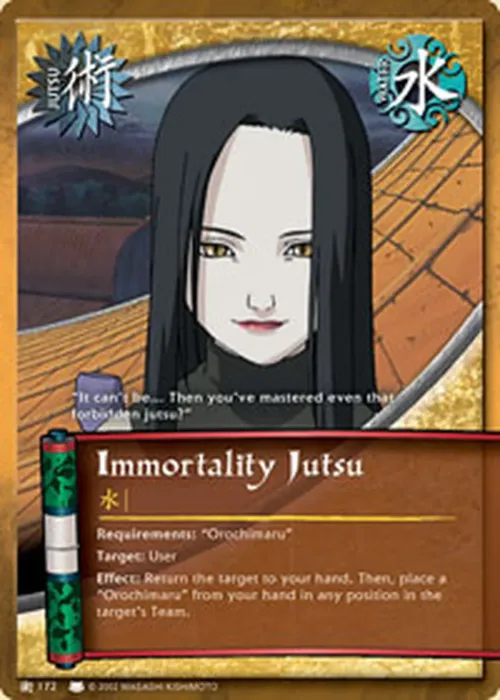 JUTSU 術
WATER 水
"It can't be... Then you've mastered even that
forbidden jutsu?"
Immortality Jutsu
水 |
Requirements: "Orochimaru"
Target: User
Effect: Return the target to your hand. Then, place a
"Orochimaru" from your hand in any position in the
target's Team.
172 © 2002 MASASHI KISHIMOTO